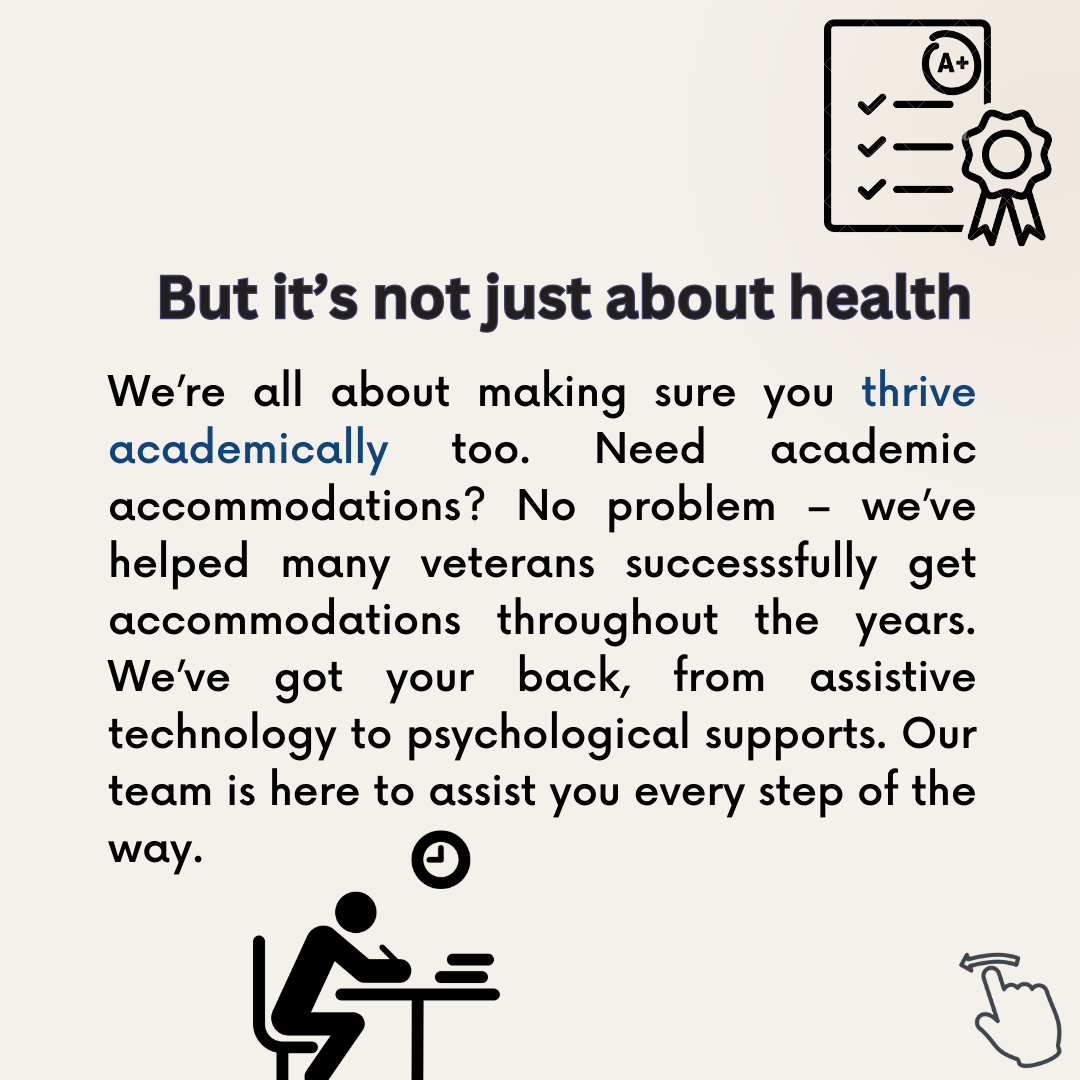 A+
But it’s not just about health
We’re all about making sure you thrive
academically too. Need academic
accommodations? No problem – we’ve
helped many veterans successsfully get
accommodations throughout the years.
We’ve got your back, from assistive
technology to psychological supports. Our
team is here to assist you every step of the
way.